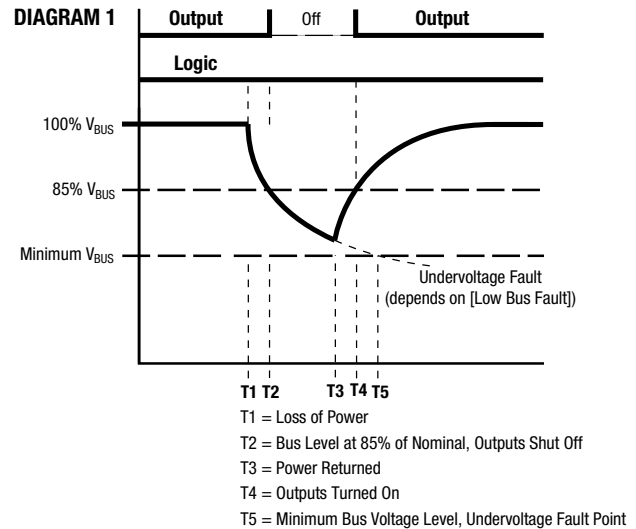 DIAGRAM 1
Output Off Output
Logic
100% VBUS
85% VBUS
Minimum VBUS
Undervoltage Fault
(depends on [Low Bus Fault])
T1 T2 T3 T4 T5
T1 = Loss of Power
T2 = Bus Level at 85% of Nominal, Outputs Shut Off
T3 = Power Returned
T4 = Outputs Turned On
T5 = Minimum Bus Voltage Level, Undervoltage Fault Point